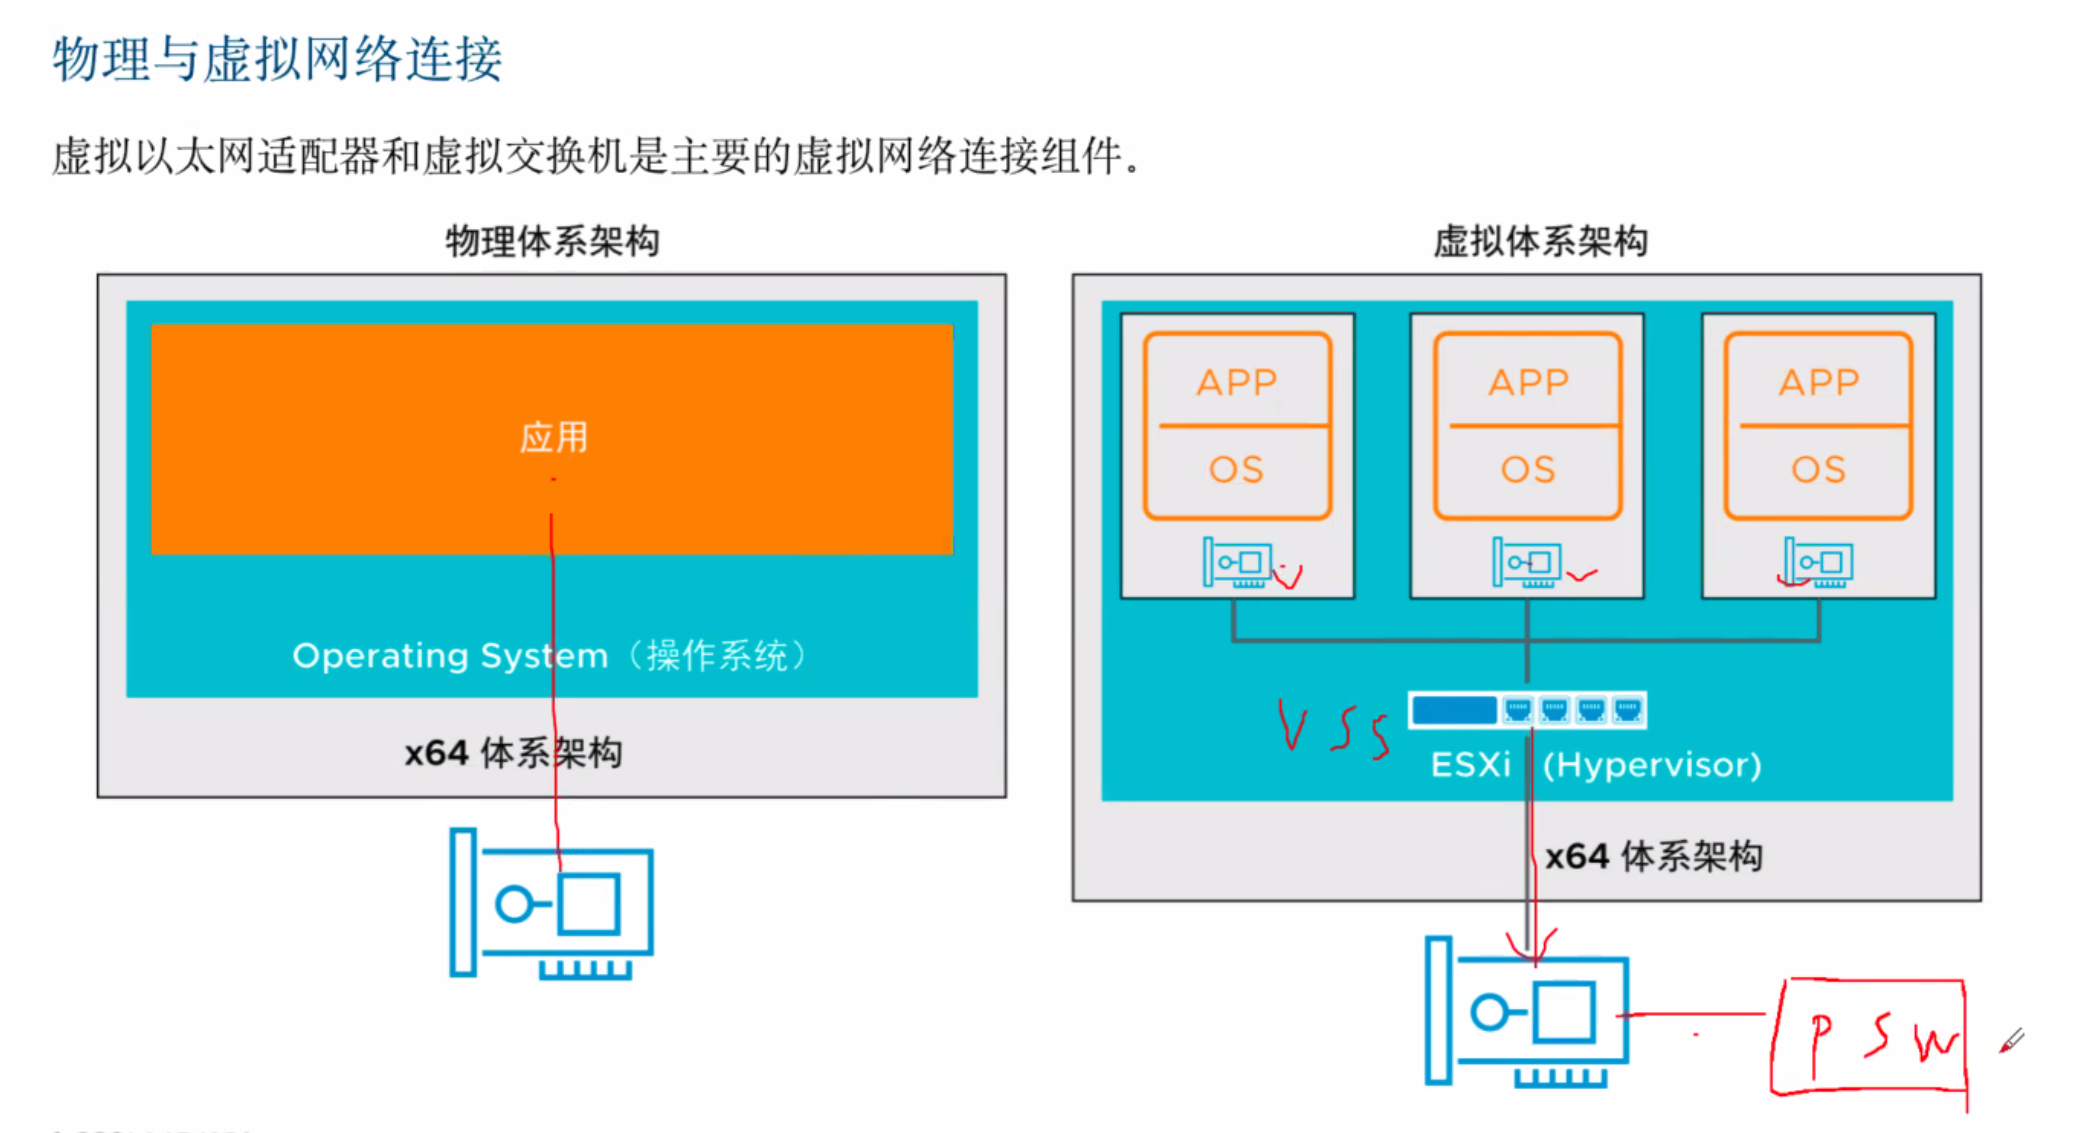 物理与虚拟网络连接
虚拟以太网适配器和虚拟交换机是主要的虚拟网络连接组件。
物理体系架构
应用
Operating System（操作系统）
x64 体系架构
虚拟体系架构
APP
OS
APP
OS
APP
OS
VSS
ESXi (Hypervisor)
x64 体系架构
PSW